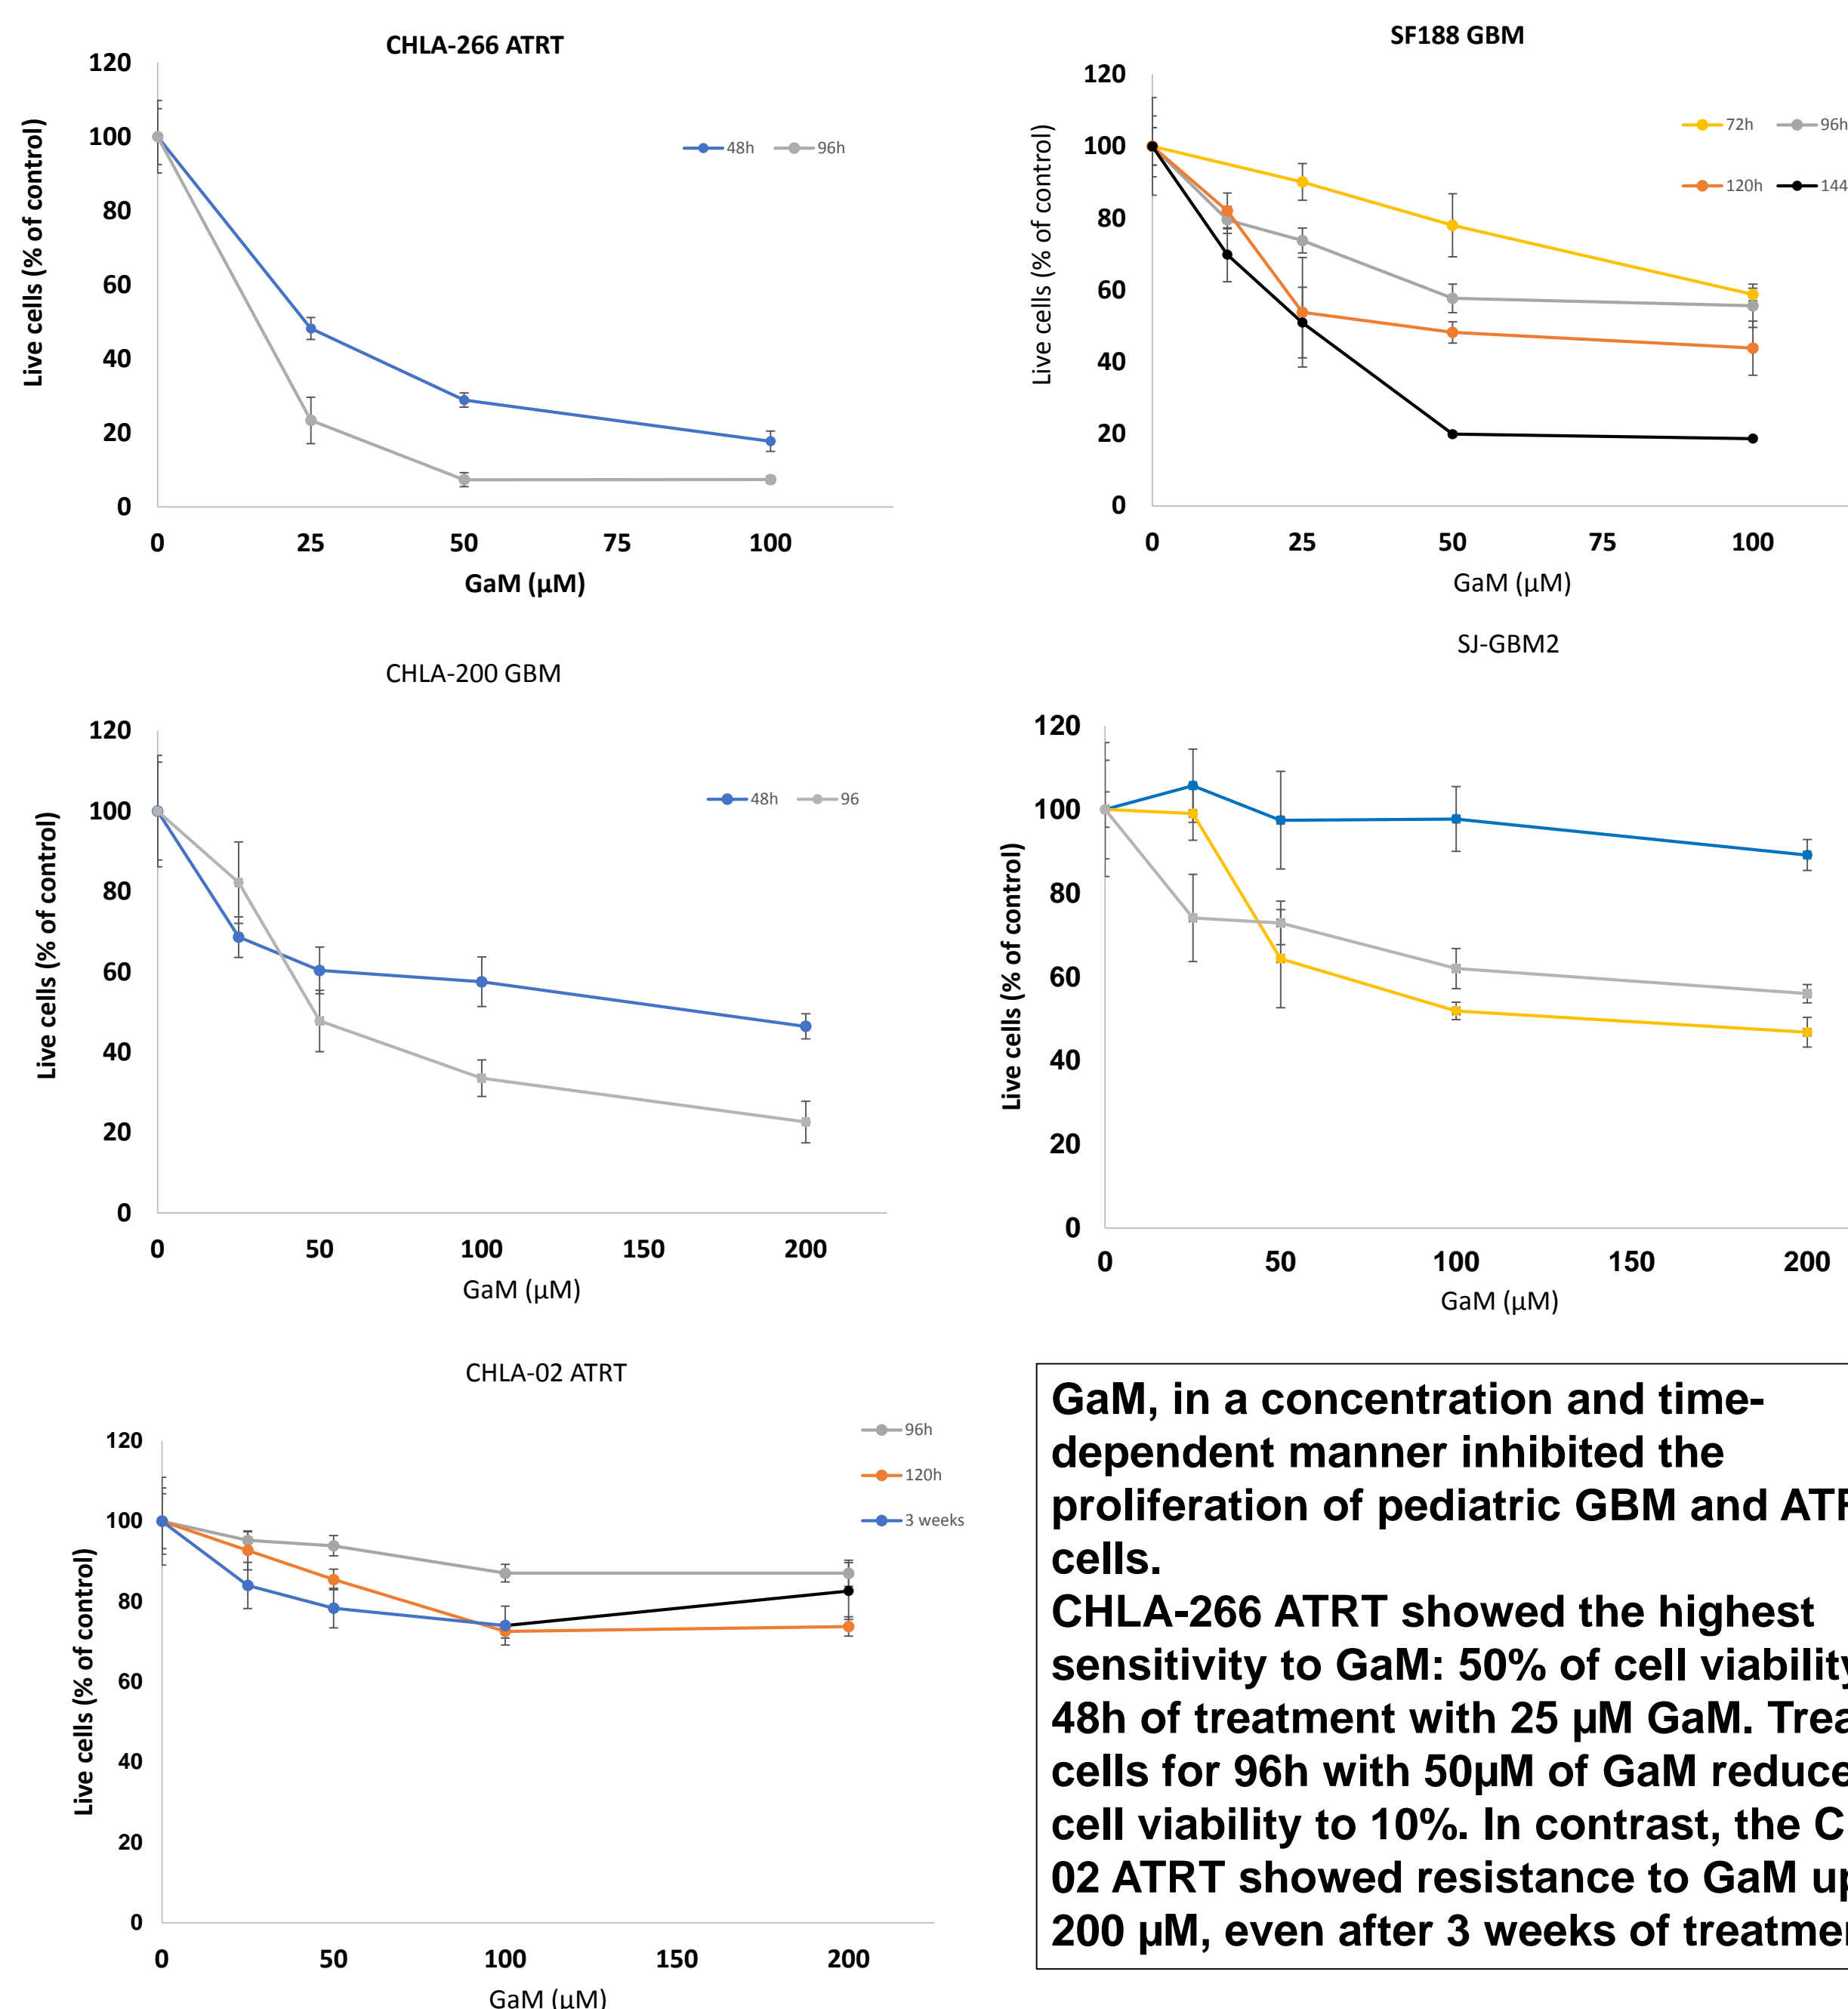 CHLA-266 ATRT
120
100
80
60
40
20
0
Live cells (% of control)
48h 96h
0 25 50 75 100
GaM (µM)
SF188 GBM
120
100
80
60
40
20
0
Live cells (% of control)
72h 96h
120h 144
0 25 50 75 100
GaM (µM)
CHLA-200 GBM
120
100
80
60
40
20
0
Live cells (% of control)
48h 96
0 50 100 150 200
GaM (µM)
SJ-GBM2
120
100
80
60
40
20
0
Live cells (% of control)
0 50 100 150 200
GaM (µM)
CHLA-02 ATRT
120
100
80
60
40
20
0
Live cells (% of control)
96h
120h
3 weeks
0 50 100 200
GaM (µM)
GaM, in a concentration and time-
dependent manner inhibited the
proliferation of pediatric GBM and
cells.
CHLA-266 ATRT showed the highest
sensitivity to GaM: 50% of cell viability
48h of treatment with 25 µM GaM.
cells for 96h with 50µM of GaM
cell viability to 10%. In contrast, the
02 ATRT showed resistance to GaM
200 µM, even after 3 weeks of